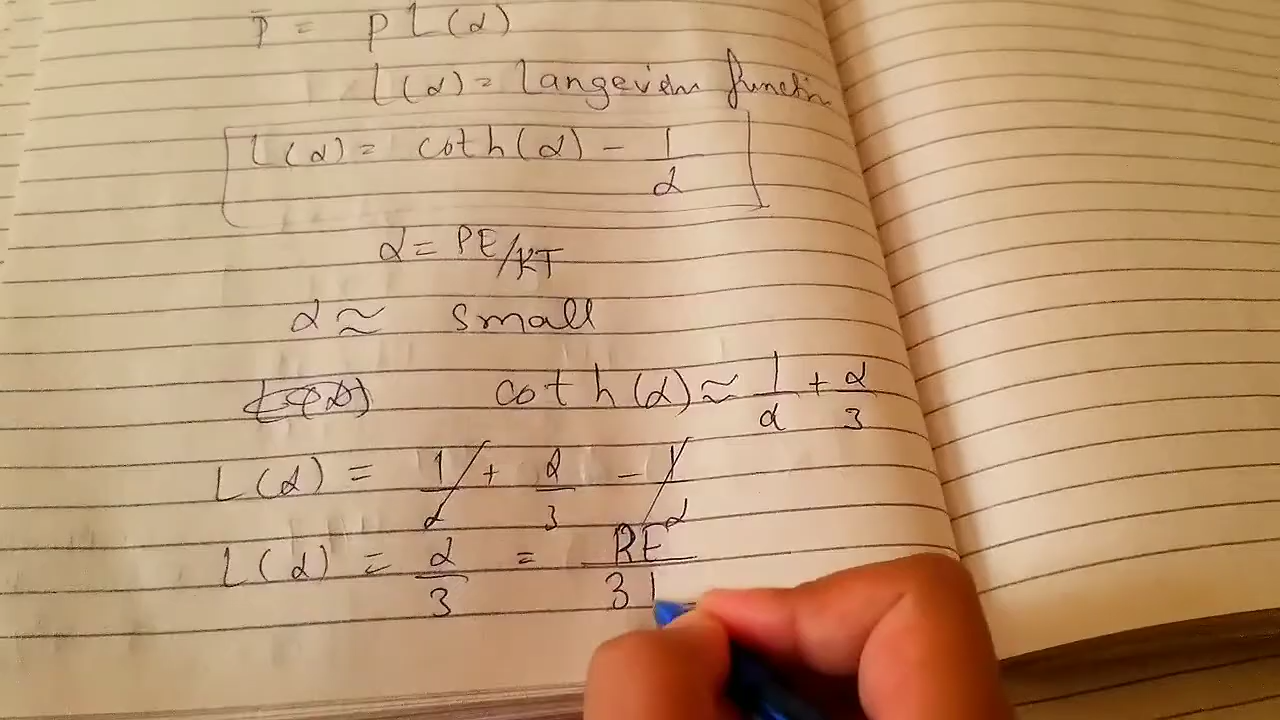 p̄ = p L(α)
L(α) = Langevin function
L(α) = coth(α) - 1/α
α = PE/KT
α ≈ small
coth(α) ≈ 1/α + α/3
L(α) = 1/α + α/3 - 1/α
L(α) = α/3 = PE/3